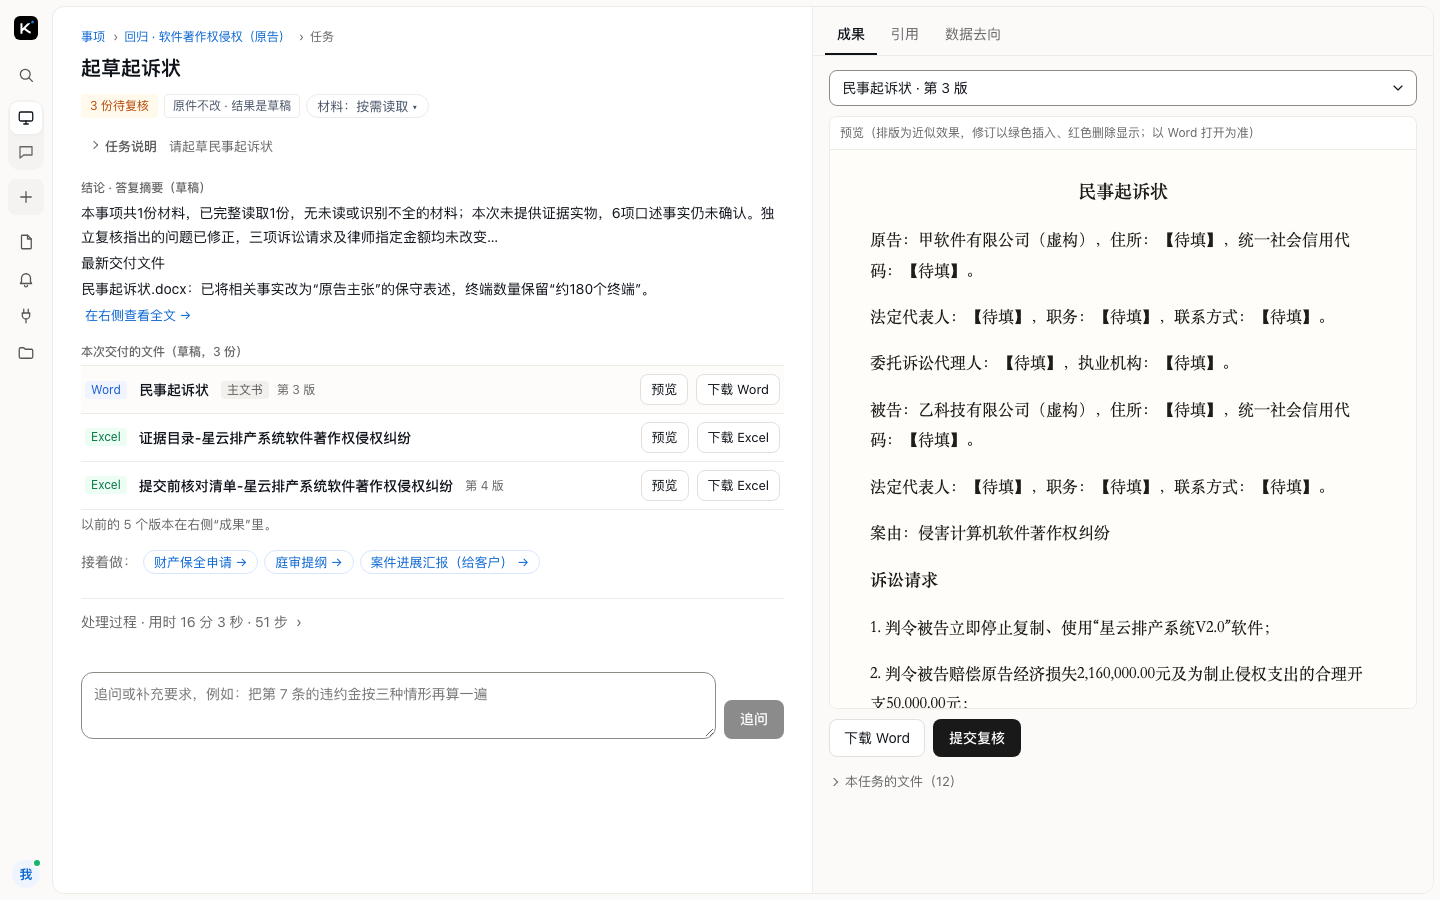 K
事项 › 回归 · 软件著作权侵权（原告） › 任务
起草起诉状
3 份待复核 原件不改 · 结果是草稿 材料：按需读取 ▾
任务说明 请起草民事起诉状
结论 · 答复摘要（草稿）
本事项共1份材料，已完整读取1份，无未读或识别不全的材料；本次未提供证据实物，6项口述事实仍未确认。独
立复核指出的问题已修正，三项诉讼请求及律师指定金额均未改变…
最新交付文件
民事起诉状.docx：已将相关事实改为“原告主张”的保守表述，终端数量保留“约180个终端”。
在右侧查看全文 →
本次交付的文件（草稿，3 份）
Word 民事起诉状 主文书 第 3 版 预览 下载 Word
Excel 证据目录-星云排产系统软件著作权侵权纠纷 预览 下载 Excel
Excel 提交前核对清单-星云排产系统软件著作权侵权纠纷 第 4 版 预览 下载 Excel
以前的 5 个版本在右侧“成果”里。
接着做： 财产保全申请 → 庭审提纲 → 案件进展汇报（给客户） →
处理过程 · 用时 16 分 3 秒 · 51 步 ›
追问或补充要求，例如：把第 7 条的违约金按三种情形再算一遍
追问
我
成果 引用 数据去向
民事起诉状 · 第 3 版
预览（排版为近似效果，修订以绿色插入、红色删除显示；以 Word 打开为准）
民事起诉状
原告：甲软件有限公司（虚构），住所：【待填】，统一社会信用代
码：【待填】。
法定代表人：【待填】，职务：【待填】，联系方式：【待填】。
委托诉讼代理人：【待填】，执业机构：【待填】。
被告：乙科技有限公司（虚构），住所：【待填】，统一社会信用代
码：【待填】。
法定代表人：【待填】，职务：【待填】，联系方式：【待填】。
案由：侵害计算机软件著作权纠纷
诉讼请求
1. 判令被告立即停止复制、使用“星云排产系统V2.0”软件；
2. 判令被告赔偿原告经济损失2,160,000.00元及为制止侵权支出的合理开
支50,000.00元；
下载 Word 提交复核
本任务的文件（12）